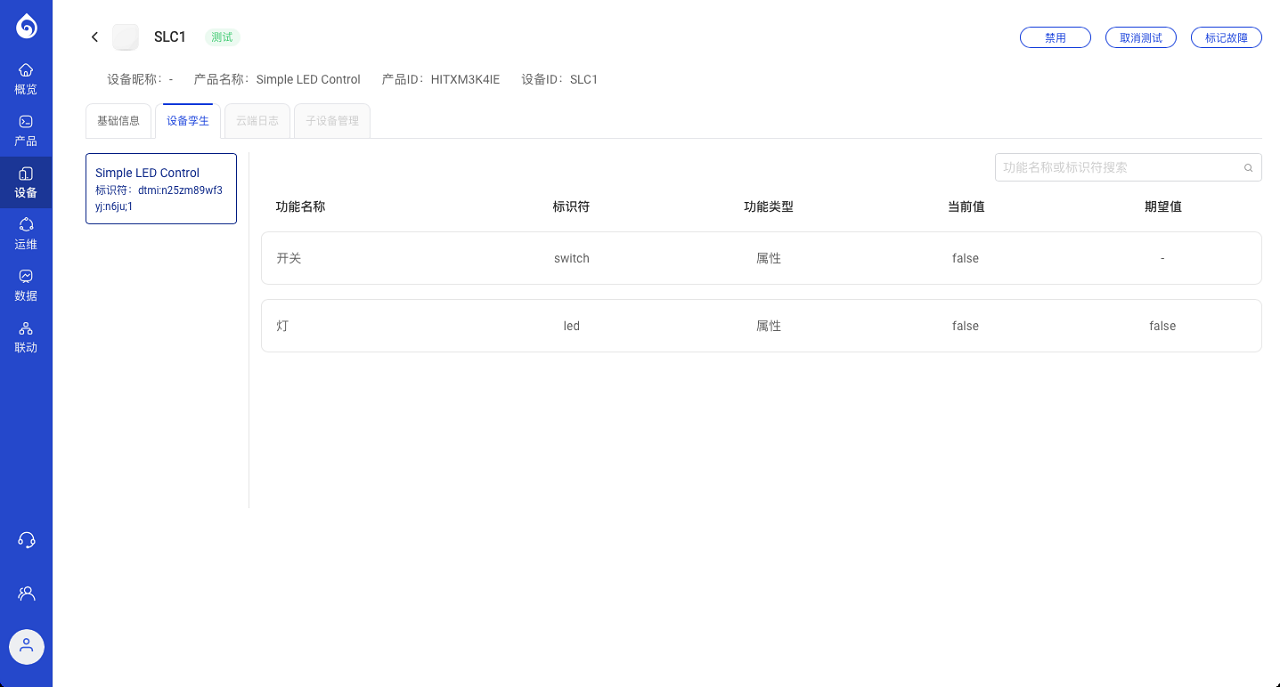 SLC1 测试 禁用 取消测试 标记故障
概览
设备昵称：- 产品名称：Simple LED Control 产品ID：HITXM3K4IE 设备ID：SLC1
基础信息 设备孪生 云端日志 子设备管理
产品
设备
运维
数据
联动
Simple LED Control
标识符：dtmi:n25zm89wf3
yj:n6ju;1
功能名称或标识符搜索
功能名称 标识符 功能类型 当前值 期望值
开关 switch 属性 false -
灯 led 属性 false false